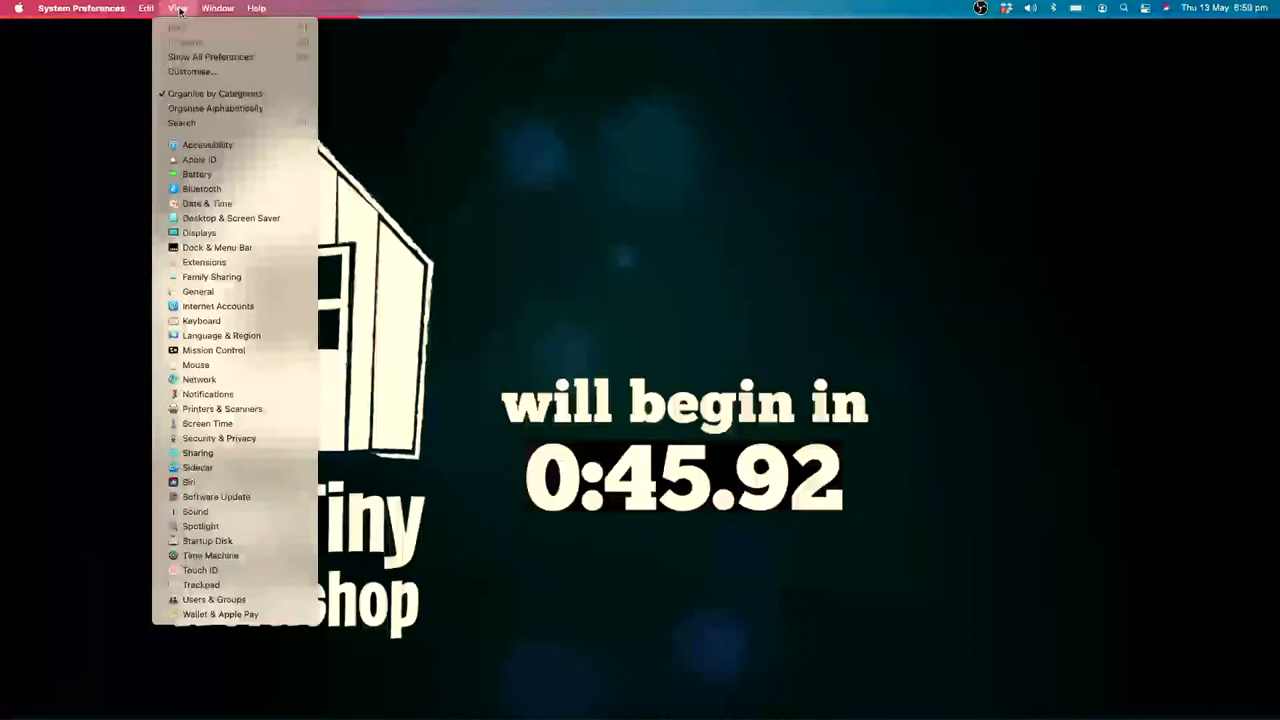 System Preferences Edit View Window Help Thu 13 May 6:59 pm
Show All Preferences
Customise...
✓ Organise by Categories
Organise Alphabetically
Search
Accessibility
Apple ID
Battery
Bluetooth
Date & Time
Desktop & Screen Saver
Displays
Dock & Menu Bar
Extensions
Family Sharing
General
Internet Accounts
Keyboard
Language & Region
Mission Control
Mouse
Network
Notifications
Printers & Scanners
Screen Time
Security & Privacy
Sharing
Sidecar
Siri
Software Update
Sound
Spotlight
Startup Disk
Time Machine
Touch ID
Trackpad
Users & Groups
Wallet & Apple Pay
Tiny
shop
will begin in
0:45.92